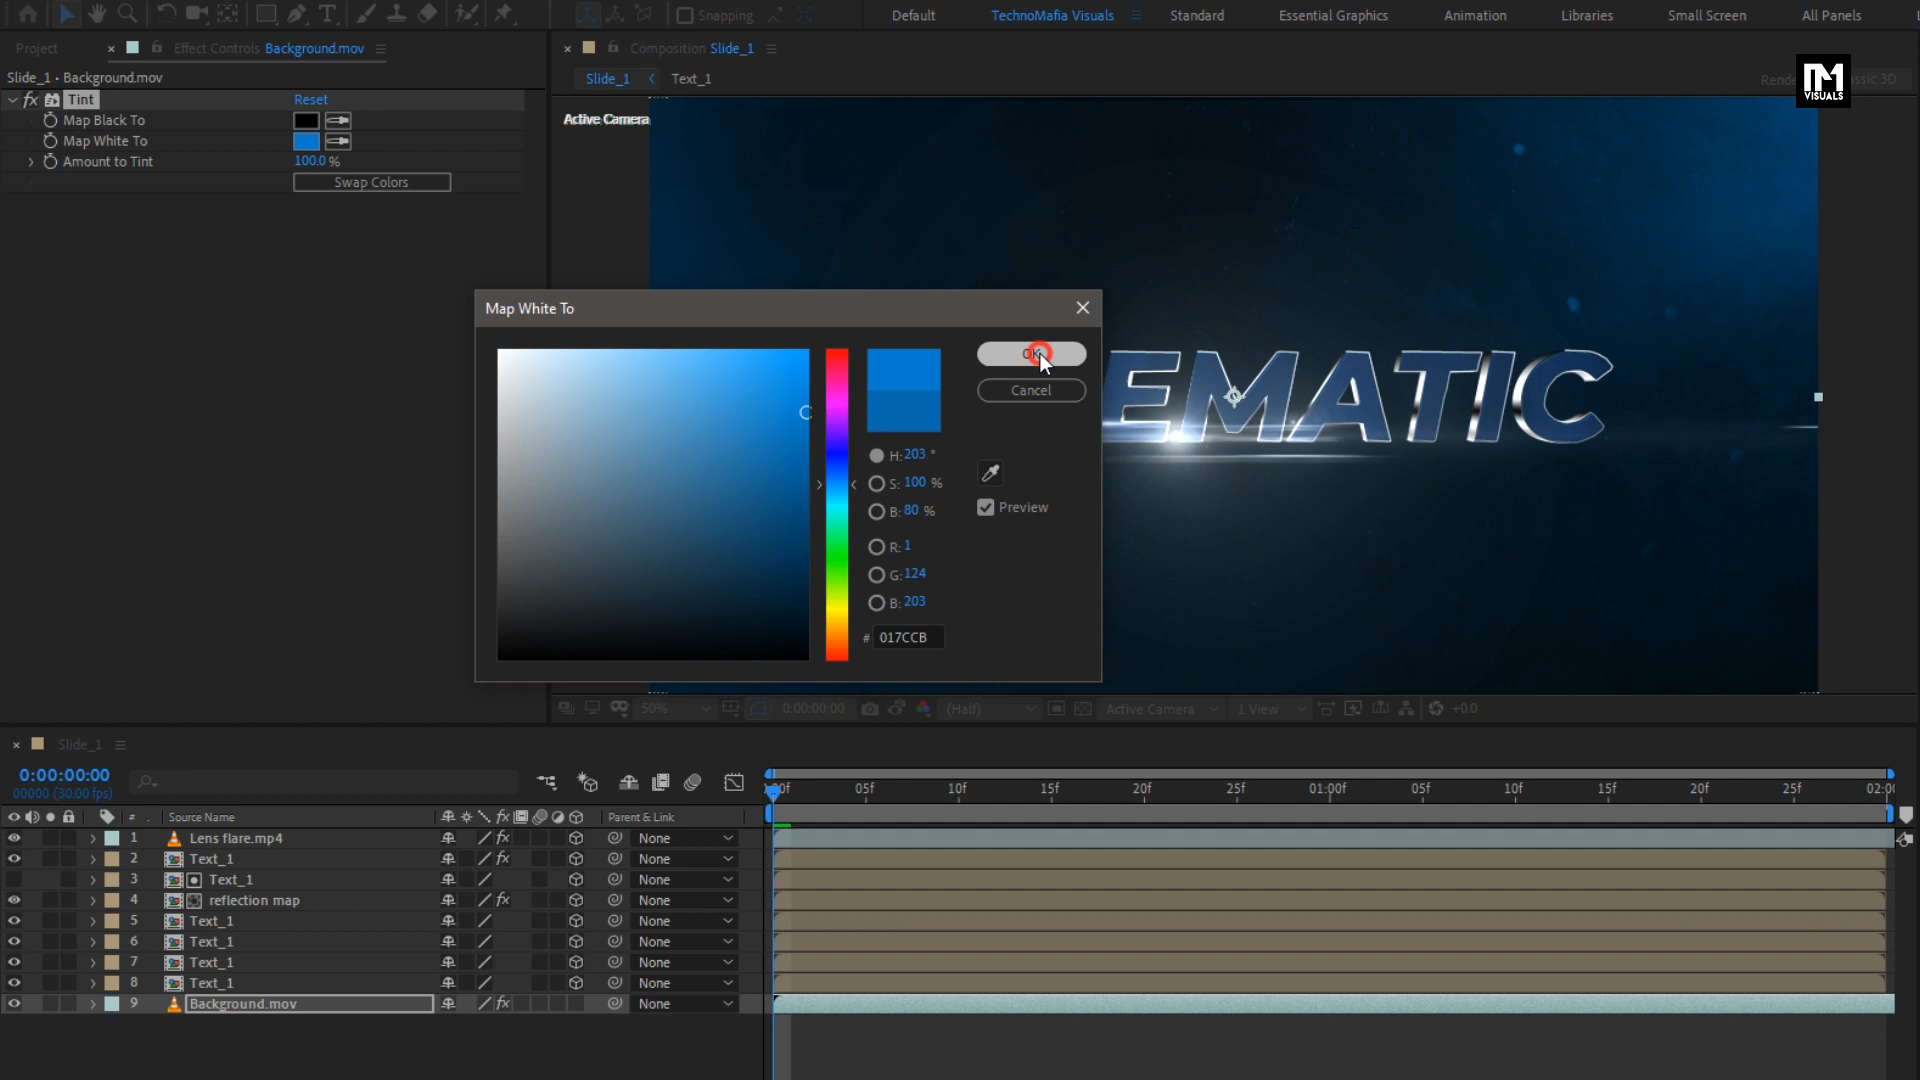 Snapping
Default
TechnoMafia Visuals
Standard
Essential Graphics
Animation
Libraries
Small Screen
All Panels
Project
Effect Controls Background.mov
Composition Slide_1
Slide_1 • Background.mov
Slide_1
Text_1
VISUALS
fx Tint
Reset
Active Camera
Map Black To
Map White To
Amount to Tint
100.0 %
Swap Colors
EMATIC
Map White To
OK
Cancel
H: 203 °
S: 100 %
B: 80 %
Preview
R: 1
G: 124
B: 203
# 017CCB
50%
0:00:00:00
(Half)
Active Camera
1 View
+0.0
Slide_1
0:00:00:00
00000 (30.00 fps)
05f 10f 15f 20f 25f 01:00f 05f 10f 15f 20f 25f
# Source Name
fx
Parent & Link
1 Lens flare.mp4 fx None
2 Text_1 fx None
3 Text_1 None
4 reflection map fx None
5 Text_1 None
6 Text_1 None
7 Text_1 None
8 Text_1 None
9 Background.mov fx None